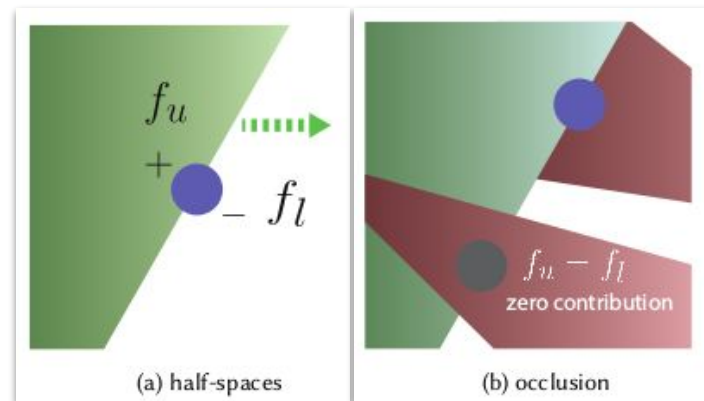 f_u
+
− f_l
(a) half-spaces
f_u − f_l
zero contribution
(b) occlusion